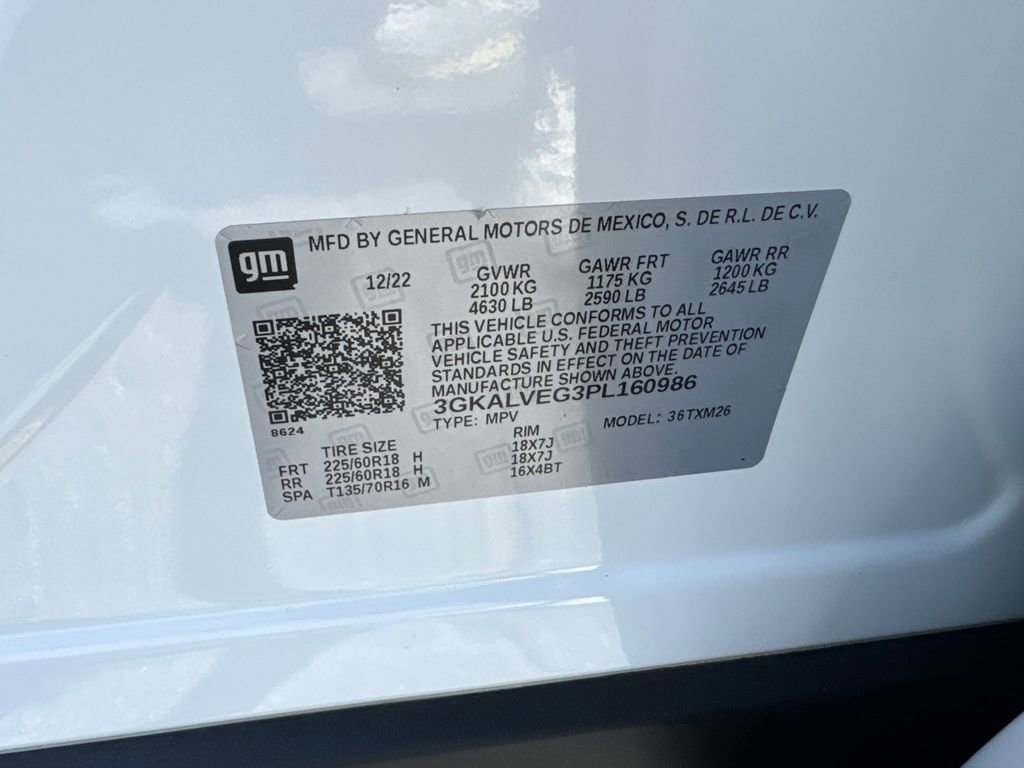 gm MFD BY GENERAL MOTORS DE MEXICO, S. DE R.L. DE C.V.
12/22 GVWR GAWR FRT GAWR RR
2100 KG 1175 KG 1200 KG
4630 LB 2590 LB 2645 LB
THIS VEHICLE CONFORMS TO ALL
APPLICABLE U.S. FEDERAL MOTOR
VEHICLE SAFETY AND THEFT PREVENTION
STANDARDS IN EFFECT ON THE DATE OF
MANUFACTURE SHOWN ABOVE.
3GKALVEG3PL160986
8624 TYPE: MPV MODEL: 36TXM26
TIRE SIZE RIM
FRT 225/60R18 H 18X7J
RR 225/60R18 H 18X7J
SPA T135/70R16 M 16X4BT